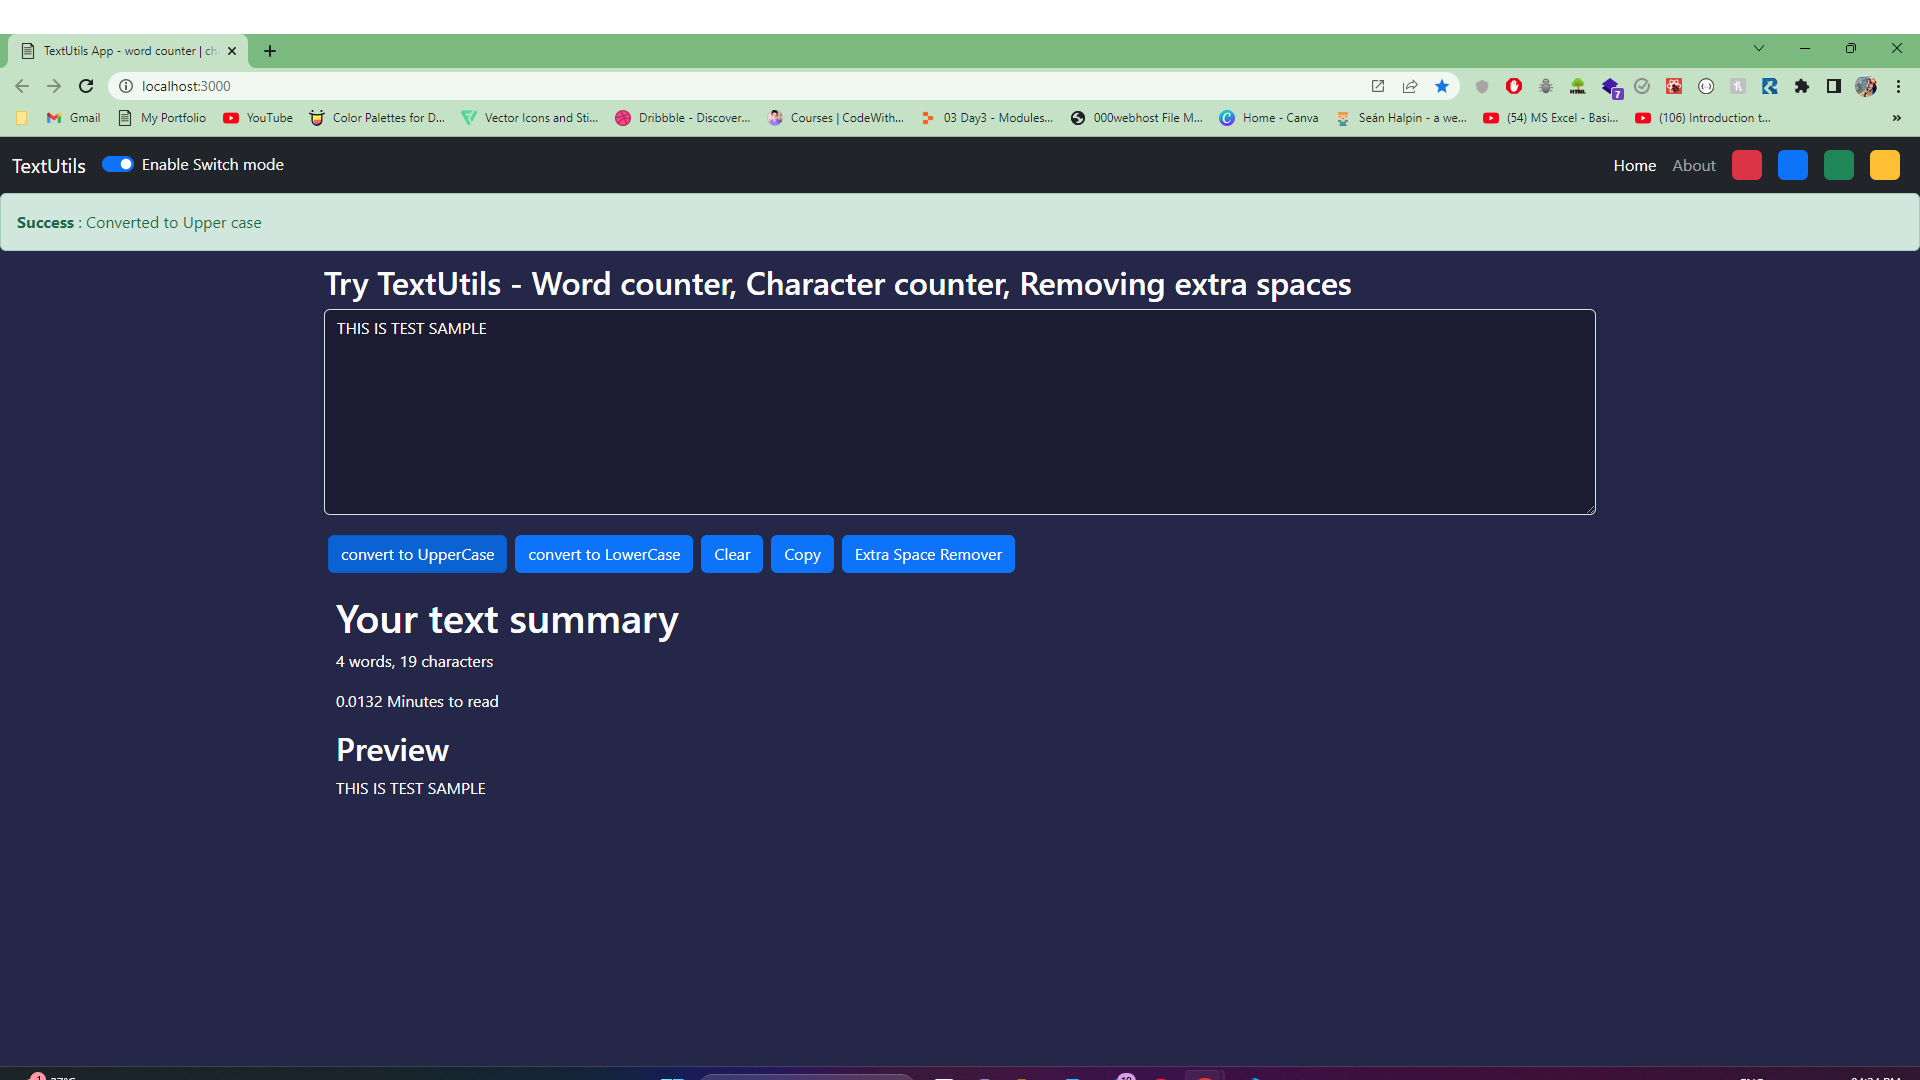 TextUtils App - word counter | ch
localhost:3000
Gmail My Portfolio YouTube Color Palettes for D... Vector Icons and Sti... Dribbble - Discover... Courses | CodeWith... 03 Day3 - Modules... 000webhost File M... Home - Canva Seán Halpin - a we... (54) MS Excel - Basi... (106) Introduction t... »
TextUtils Enable Switch mode Home About
Success : Converted to Upper case
Try TextUtils - Word counter, Character counter, Removing extra spaces
THIS IS TEST SAMPLE
convert to UpperCase convert to LowerCase Clear Copy Extra Space Remover
Your text summary
4 words, 19 characters
0.0132 Minutes to read
Preview
THIS IS TEST SAMPLE